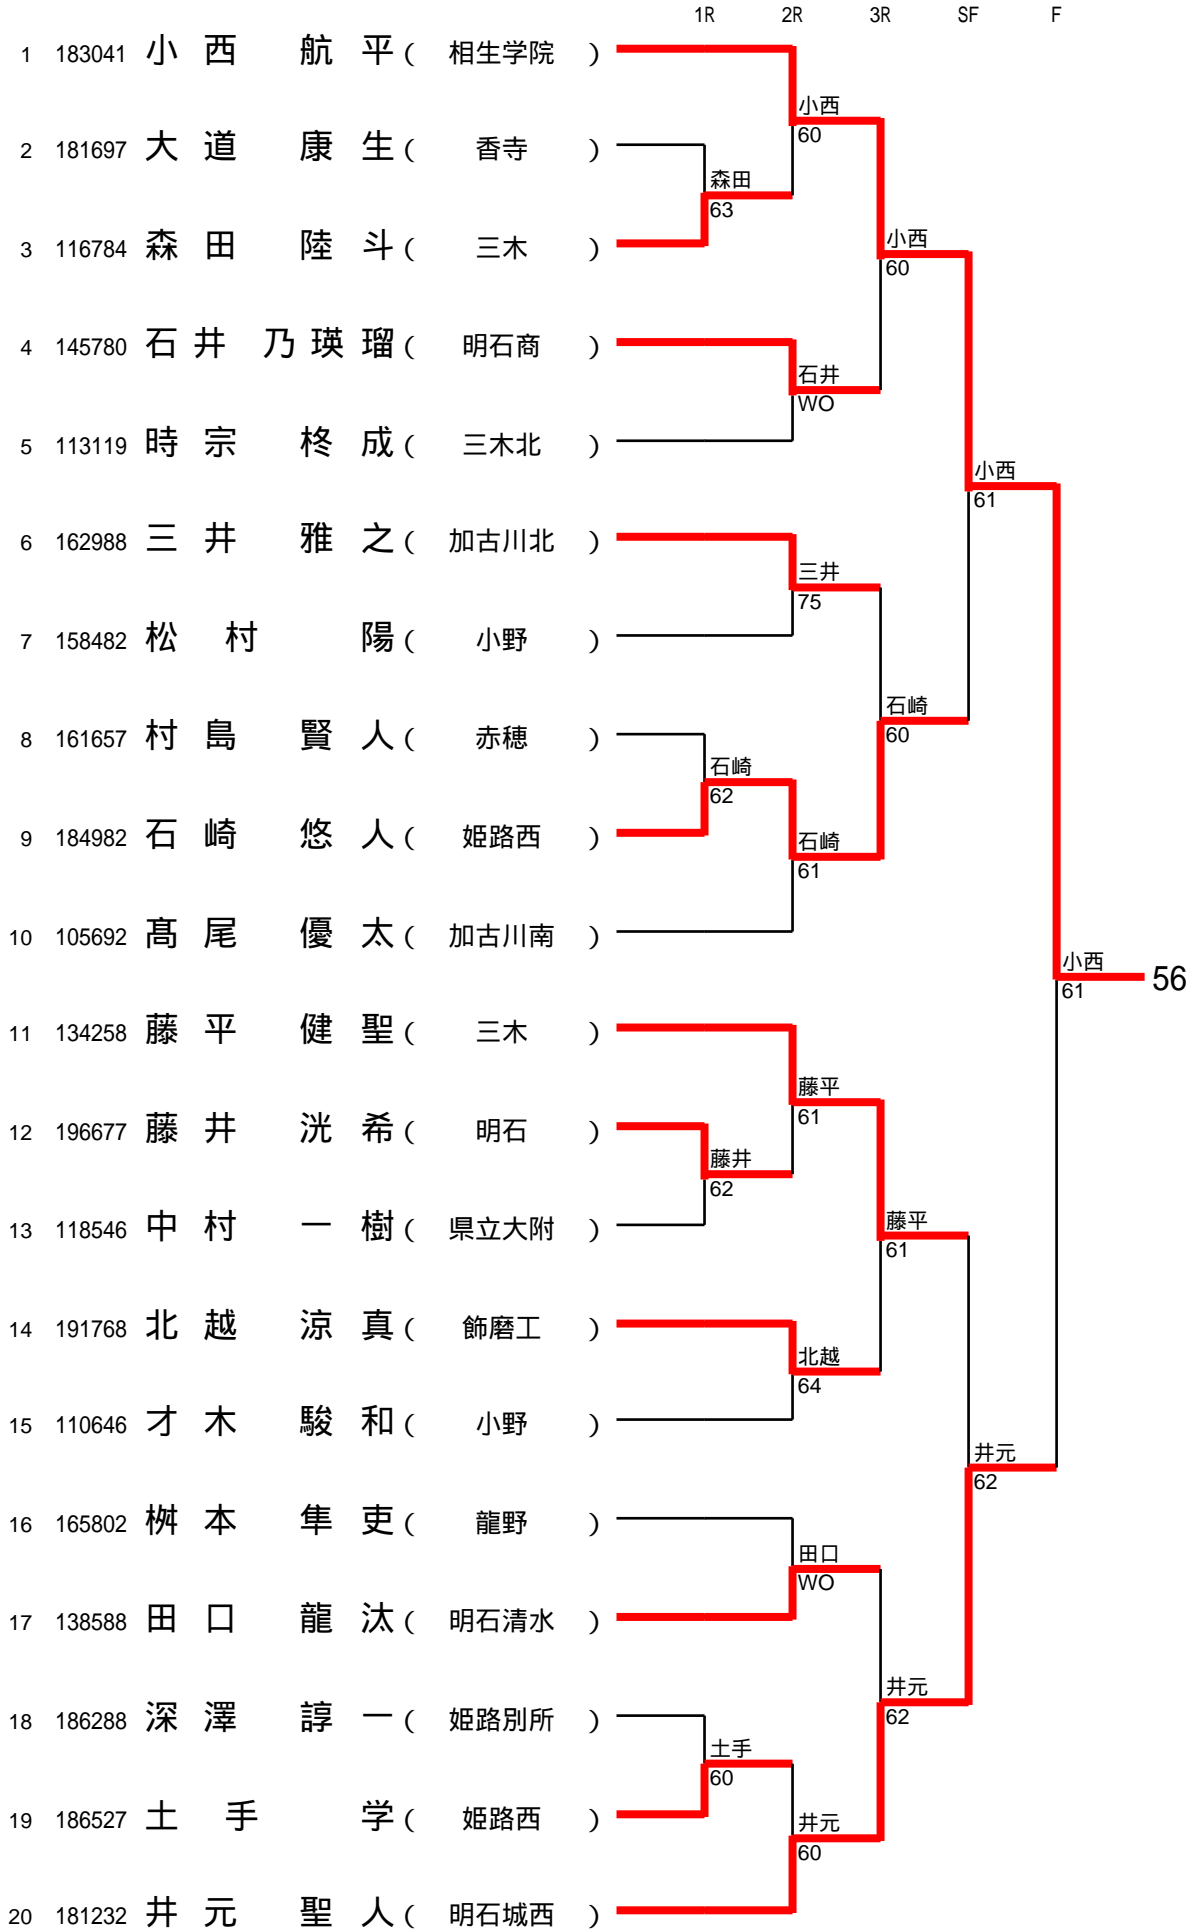 1R 2R 3R SF F
1 183041 小西 航平 ( 相生学院 )
小西
60
2 181697 大道 康生 ( 香寺 )
森田
63
3 116784 森田 陸斗 ( 三木 )
小西
60
4 145780 石井 乃瑛瑠 ( 明石商 )
石井
WO
5 113119 時宗 柊成 ( 三木北 )
小西
61
6 162988 三井 雅之 ( 加古川北 )
三井
75
7 158482 松村 陽 ( 小野 )
石崎
60
8 161657 村島 賢人 ( 赤穂 )
石崎
62
9 184982 石崎 悠人 ( 姫路西 )
石崎
61
10 105692 髙尾 優太 ( 加古川南 )
小西 56
61
11 134258 藤平 健聖 ( 三木 )
藤平
61
12 196677 藤井 洸希 ( 明石 )
藤井
62
13 118546 中村 一樹 ( 県立大附 )
藤平
61
14 191768 北越 涼真 ( 飾磨工 )
北越
64
15 110646 才木 駿和 ( 小野 )
井元
62
16 165802 桝本 隼吏 ( 龍野 )
田口
WO
17 138588 田口 龍汰 ( 明石清水 )
井元
62
18 186288 深澤 諄一 ( 姫路別所 )
土手
60
19 186527 土手 学 ( 姫路西 )
井元
60
20 181232 井元 聖人 ( 明石城西 )